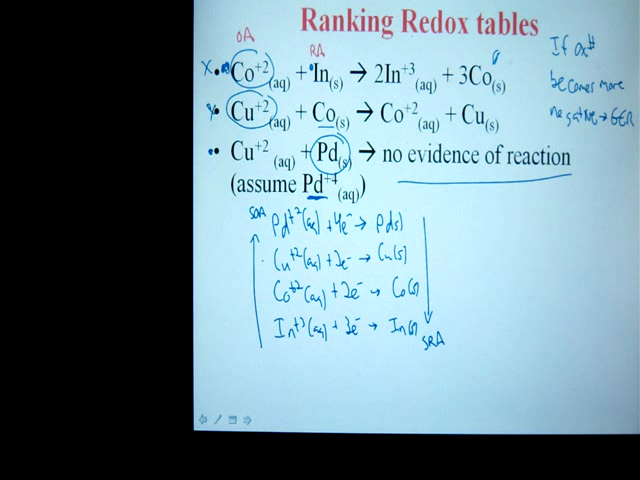 Ranking Redox tables
OA RA
X • Co+2(aq) + In(s) → 2In+3(aq) + 3Co(s)
• Cu+2(aq) + Co(s) → Co+2(aq) + Cu(s)
• Cu+2 (aq) + Pd(s) → no evidence of reaction
(assume Pd+4(aq))
If ox#
becomes more
negative → GER
SOA
Pd+2(aq) + 4e- → Pd(s)
Cu+2(aq) + 2e- → Cu(s)
Co+2(aq) + 2e- → Co(s)
In+3(aq) + 3e- → In(s)
SRA